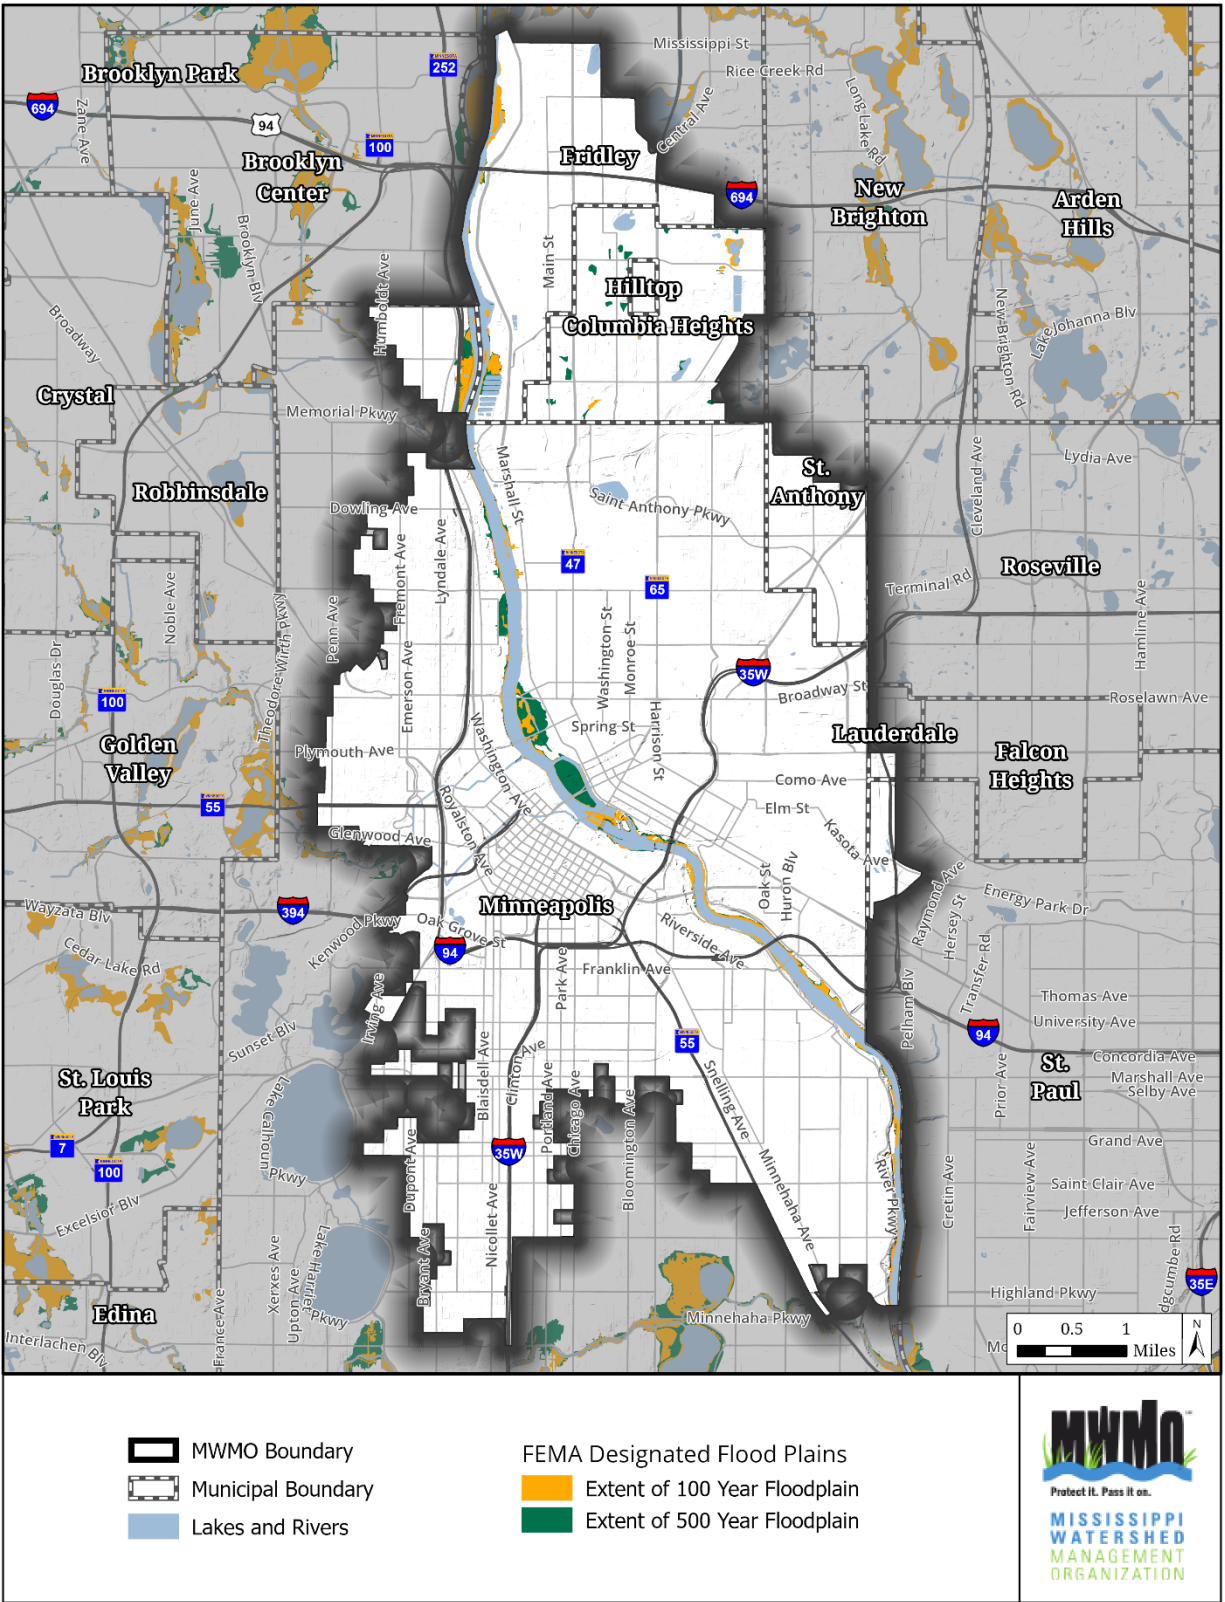 Mississippi St
Rice Creek Rd
Brooklyn Park
252
694
Zane Ave
94
100
Central Ave
Long Lake Rd
Fridley
Brooklyn
Center
June Ave
Brooklyn Blv
694
New
Brighton
Arden
Hills
Main St
Humboldt Ave
Hilltop
Columbia Heights
Broadway
New Brighton Rd
Lake Johanna Blv
Crystal
Memorial Pkwy
Marshall St
Cleveland Ave
Lydia Ave
Robbinsdale
Dowling Ave
Saint Anthony Pkwy
St.
Anthony
Lyndale Ave
Fremont Ave
47
65
Roseville
Terminal Rd
Noble Ave
Penn Ave
Theodore Wirth Pkwy
Washington St
Monroe St
Hamline Ave
Douglas Dr
100
Emerson Ave
35W
Broadway St
Roselawn Ave
Golden
Valley
Plymouth Ave
Washington Ave
Spring St
Harrison St
Lauderdale
Falcon
Heights
55
Royalston Ave
Como Ave
Elm St
Glenwood Ave
Kasota Ave
Wayzata Blv
394
Kenwood Pkwy
Oak Grove St
Minneapolis
Oak St
Huron Blv
Raymond Ave
Hersey St
Energy Park Dr
Cedar Lake Rd
94
Riverside Ave
Franklin Ave
Park Ave
Transfer Rd
Irving Ave
Pelham Blv
Thomas Ave
University Ave
94
Sunset Blv
55
Blaisdell Ave
Clinton Ave
St. Louis
Park
Lake Calhoun
Pkwy
Portland Ave
Chicago Ave
Bloomington Ave
Snelling Ave
Prior Ave
St.
Paul
Concordia Ave
Marshall Ave
Selby Ave
7
100
35W
Dupont Ave
Minnehaha Ave
River Pkwy
Grand Ave
Excelsior Blv
Nicollet Ave
Cretin Ave
Fairview Ave
Saint Clair Ave
Jefferson Ave
Xerxes Ave
Upton Ave
Lake Harriet
Pkwy
Bryant Ave
dgcumbe Rd
35E
Highland Pkwy
Edina
France Ave
Minnehaha Pkwy
Interlachen Blv
Mo
0 0.5 1
Miles
N
MWMO Boundary
Municipal Boundary
Lakes and Rivers
FEMA Designated Flood Plains
Extent of 100 Year Floodplain
Extent of 500 Year Floodplain
MWMO
Protect it. Pass it on.
MISSISSIPPI
WATERSHED
MANAGEMENT
ORGANIZATION